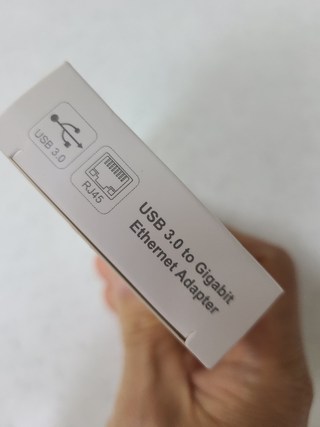 USB 3.0
RJ45
USB 3.0 to Gigabit
Ethernet Adapter